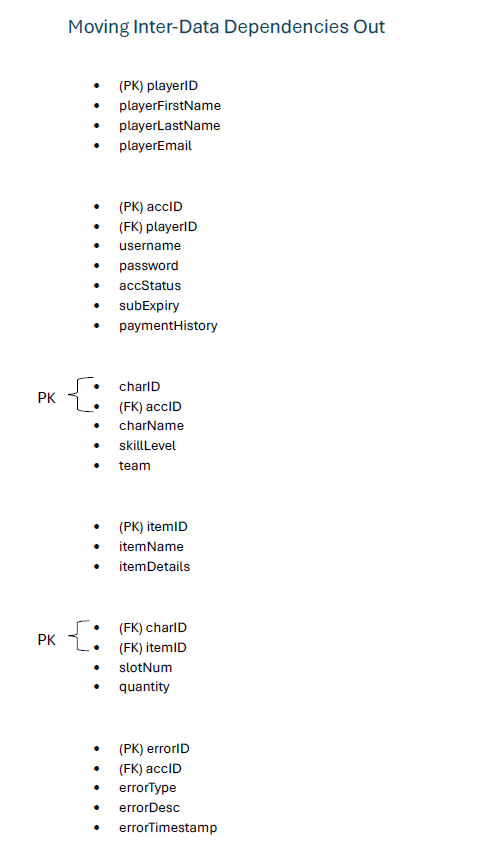 Moving Inter-Data Dependencies Out
• (PK) playerID
• playerFirstName
• playerLastName
• playerEmail
• (PK) accID
• (FK) playerID
• username
• password
• accStatus
• subExpiry
• paymentHistory
PK
• charID
• (FK) accID
• charName
• skillLevel
• team
• (PK) itemID
• itemName
• itemDetails
PK
• (FK) charID
• (FK) itemID
• slotNum
• quantity
• (PK) errorID
• (FK) accID
• errorType
• errorDesc
• errorTimestamp